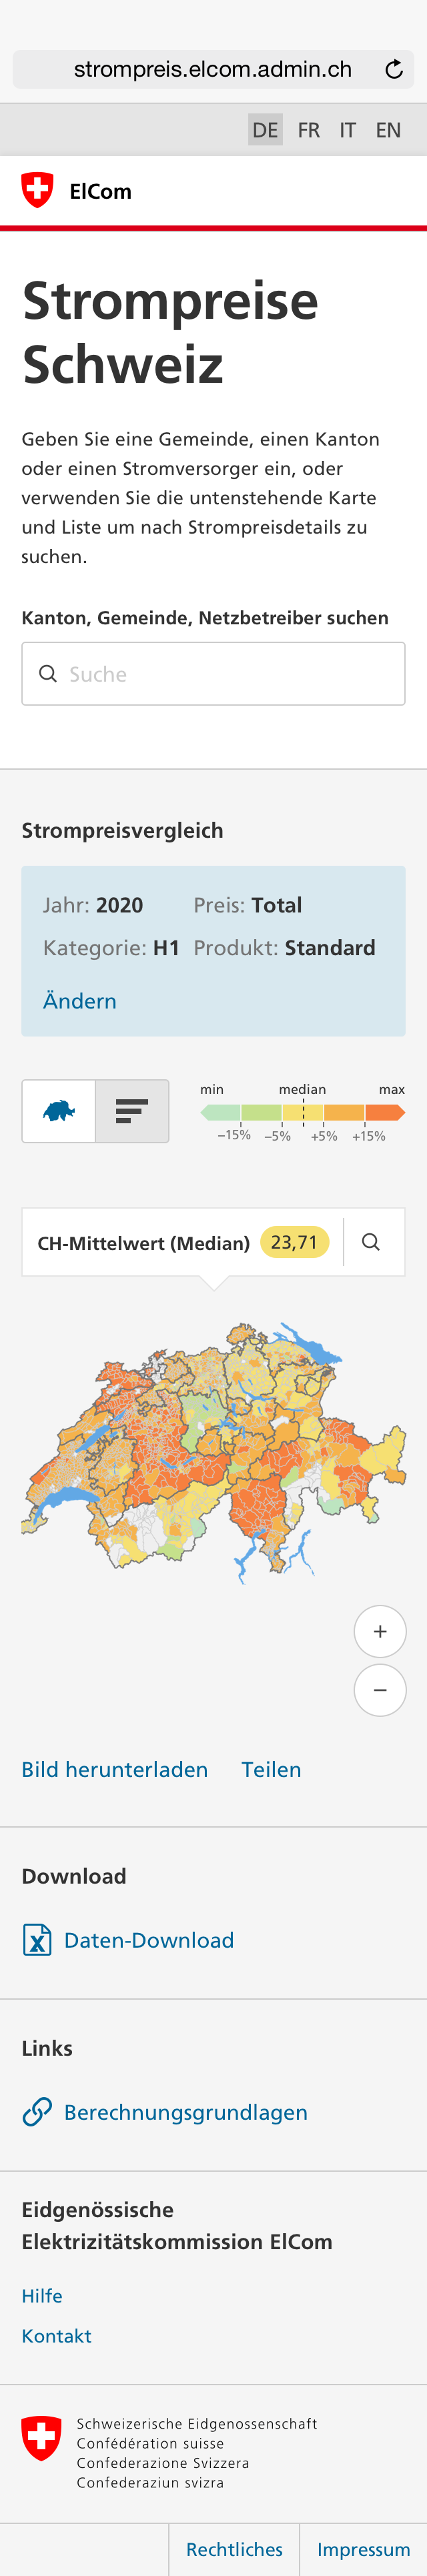 strompreis.elcom.admin.ch
DE FR IT EN
ElCom
Strompreise
Schweiz
Geben Sie eine Gemeinde, einen Kanton
oder einen Stromversorger ein, oder
verwenden Sie die untenstehende Karte
und Liste um nach Strompreisdetails zu
suchen.
Kanton, Gemeinde, Netzbetreiber suchen
Suche
Strompreisvergleich
Jahr: 2020 Preis: Total
Kategorie: H1 Produkt: Standard
Ändern
min median max
–15% –5% +5% +15%
CH-Mittelwert (Median) 23,71
+
−
Bild herunterladen Teilen
Download
Daten-Download
Links
Berechnungsgrundlagen
Eidgenössische
Elektrizitätskommission ElCom
Hilfe
Kontakt
Schweizerische Eidgenossenschaft
Confédération suisse
Confederazione Svizzera
Confederaziun svizra
Rechtliches Impressum